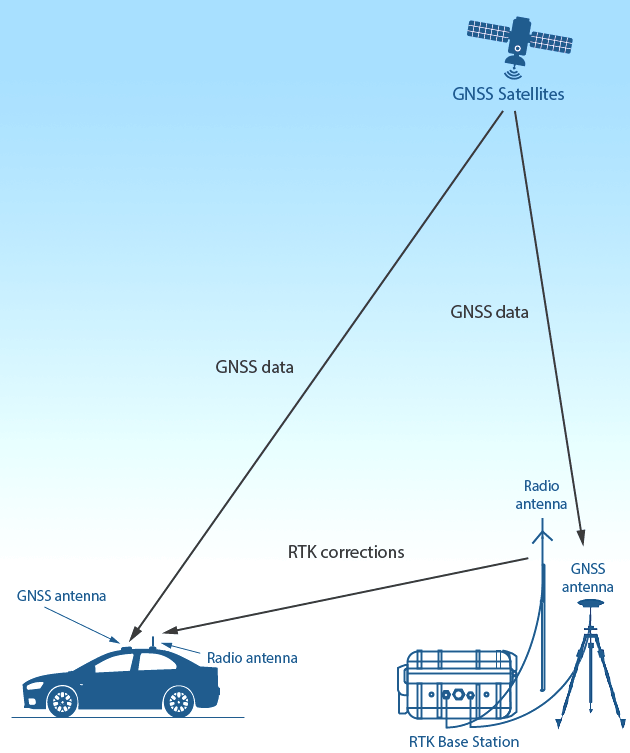 GNSS Satellites
GNSS data
GNSS data
Radio
antenna
RTK corrections
GNSS
antenna
GNSS antenna
Radio antenna
RTK Base Station